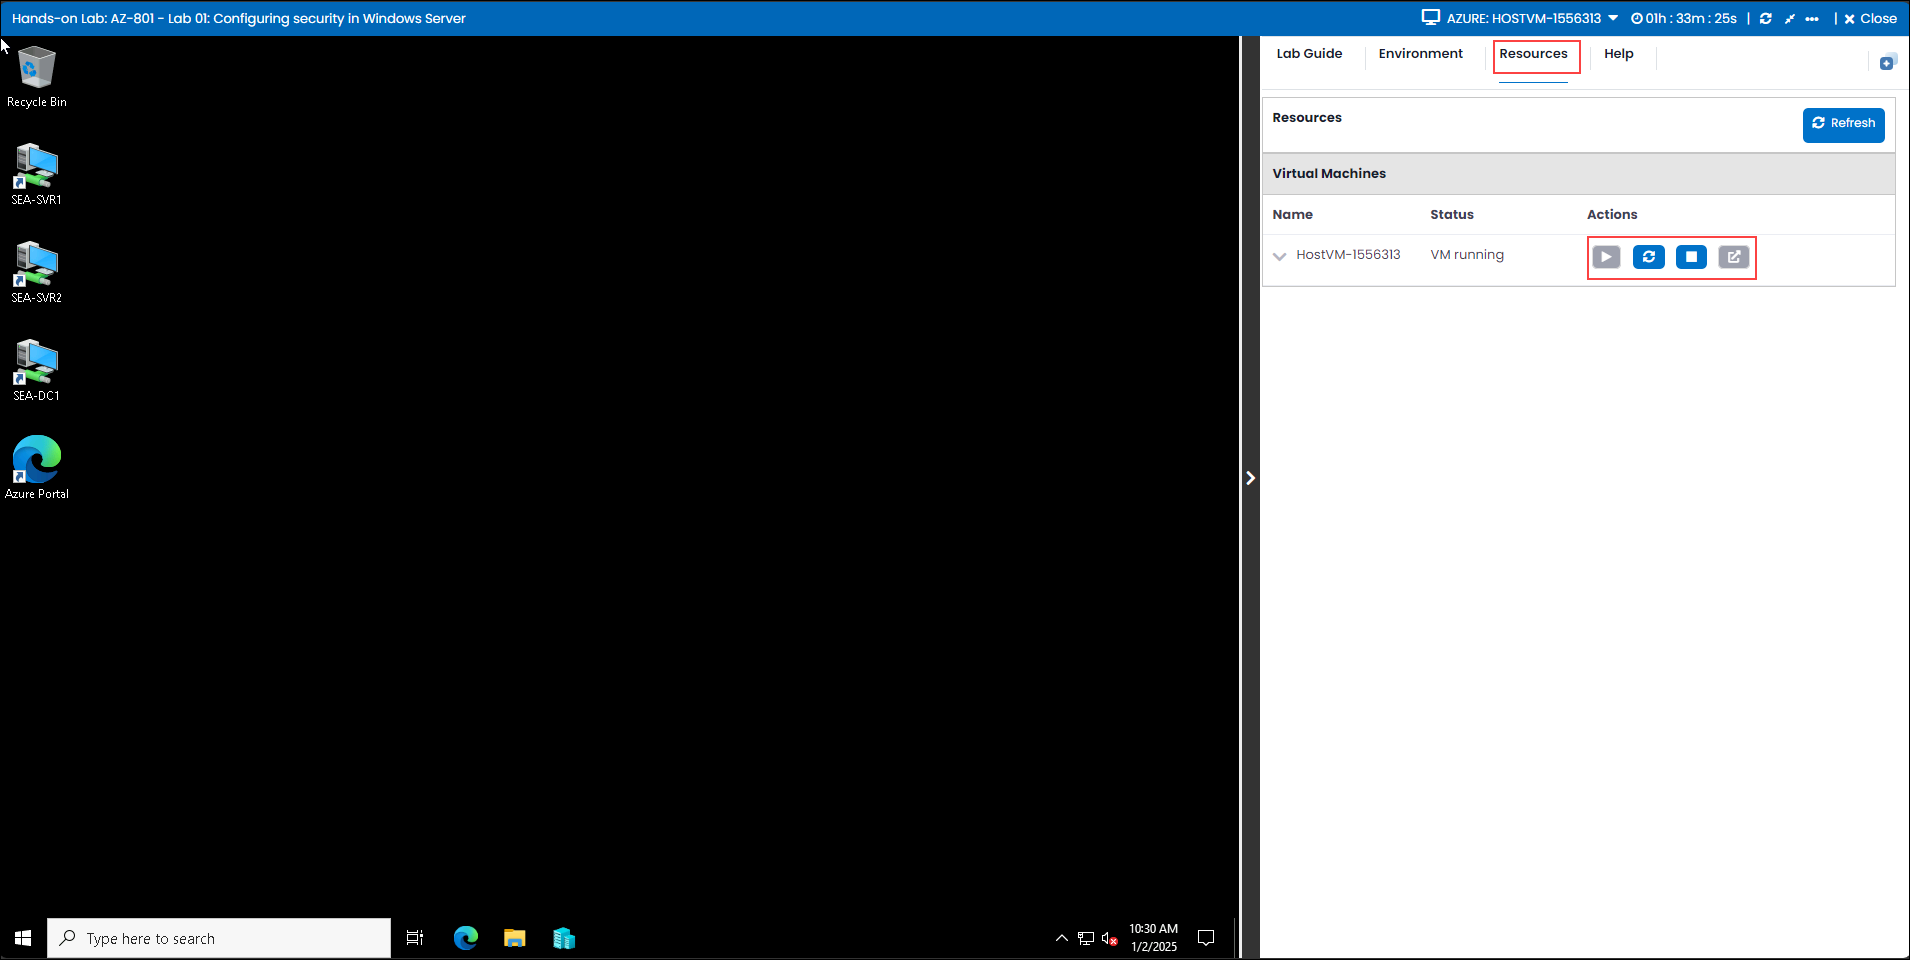 Hands-on Lab: AZ-801 - Lab 01: Configuring security in Windows Server
AZURE: HOSTVM-1556313
01h : 33m : 25s
Close
Recycle Bin
SEA-SVR1
SEA-SVR2
SEA-DC1
Azure Portal
Type here to search
10:30 AM
1/2/2025
Lab Guide
Environment
Resources
Help
Resources
Refresh
Virtual Machines
Name Status Actions
HostVM-1556313 VM running